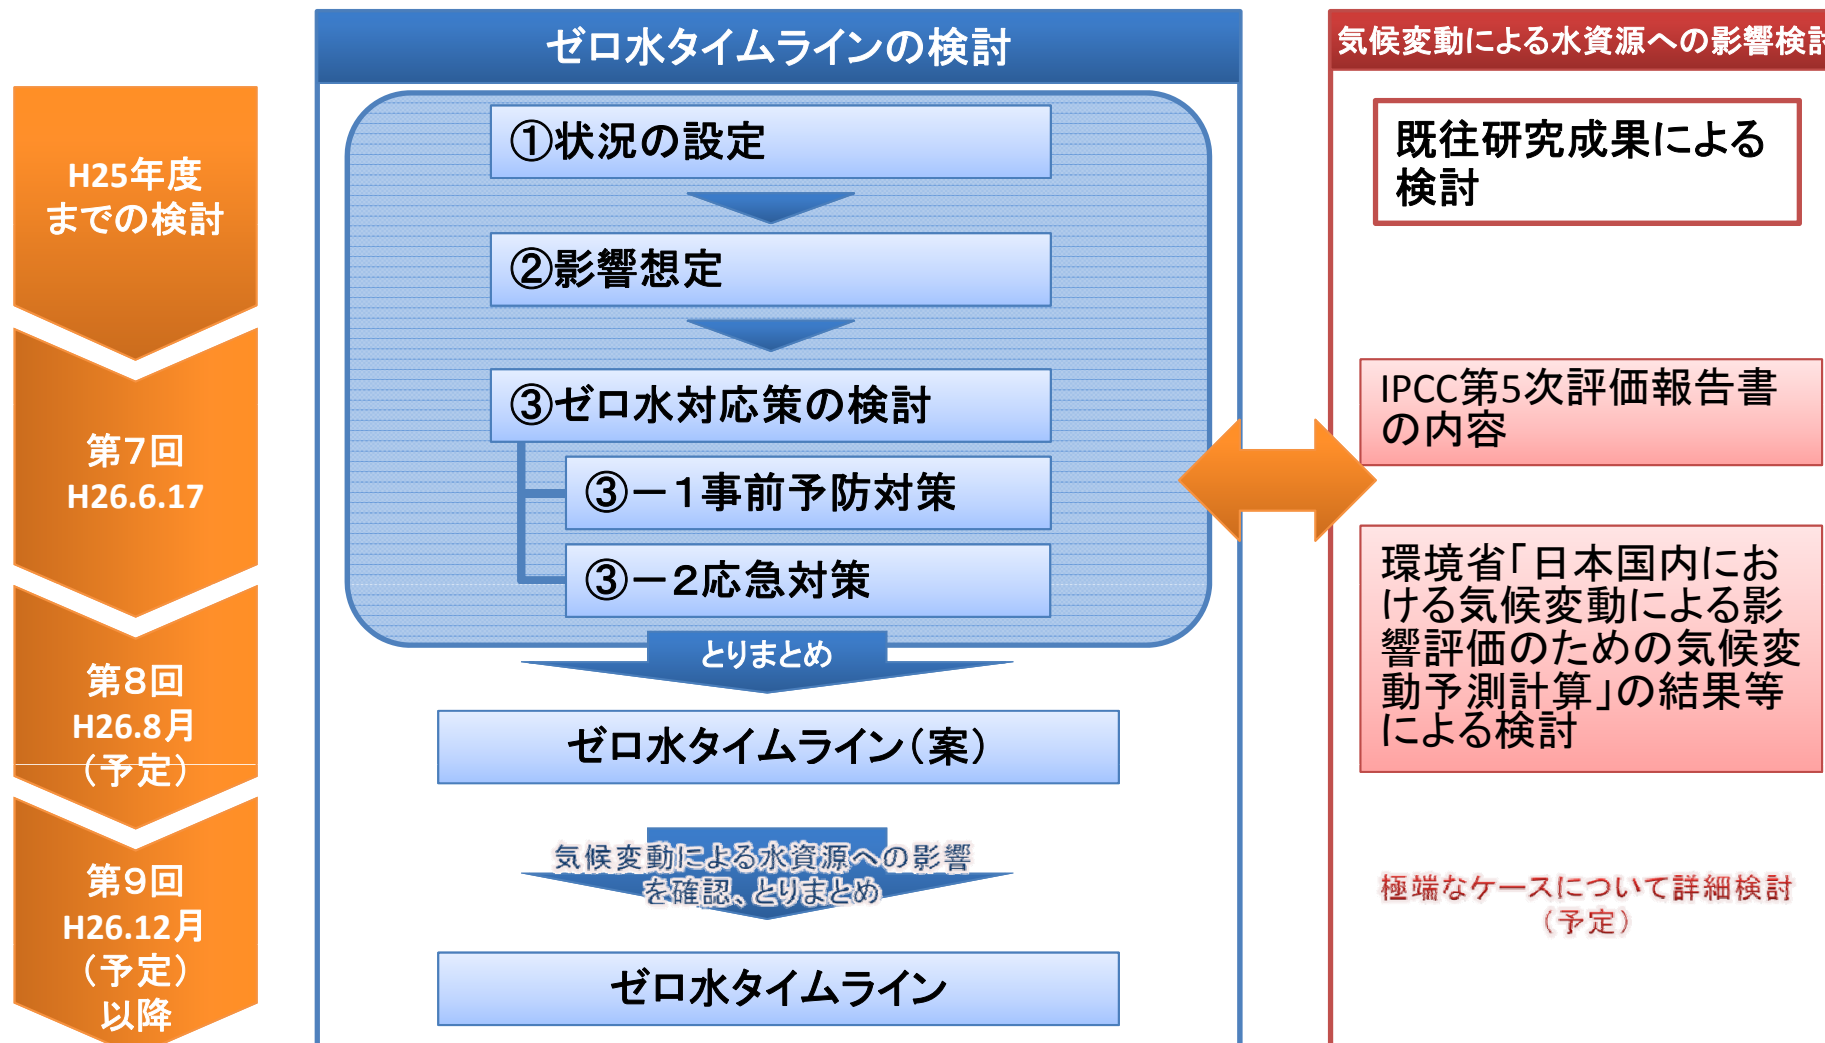 ゼロ水タイムラインの検討
気候変動による水資源への影響検討
H25年度
までの検討
第7回
H26.6.17
第8回
H26.8月
（予定）
第9回
H26.12月
（予定）
以降
①状況の設定
②影響想定
③ゼロ水対応策の検討
③－1事前予防対策
③－2応急対策
とりまとめ
ゼロ水タイムライン（案）
気候変動による水資源への影響
を確認、とりまとめ
ゼロ水タイムライン
既往研究成果による
検討
IPCC第5次評価報告書
の内容
環境省「日本国内にお
ける気候変動による影
響評価のための気候変
動予測計算」の結果等
による検討
極端なケースについて詳細検討
（予定）